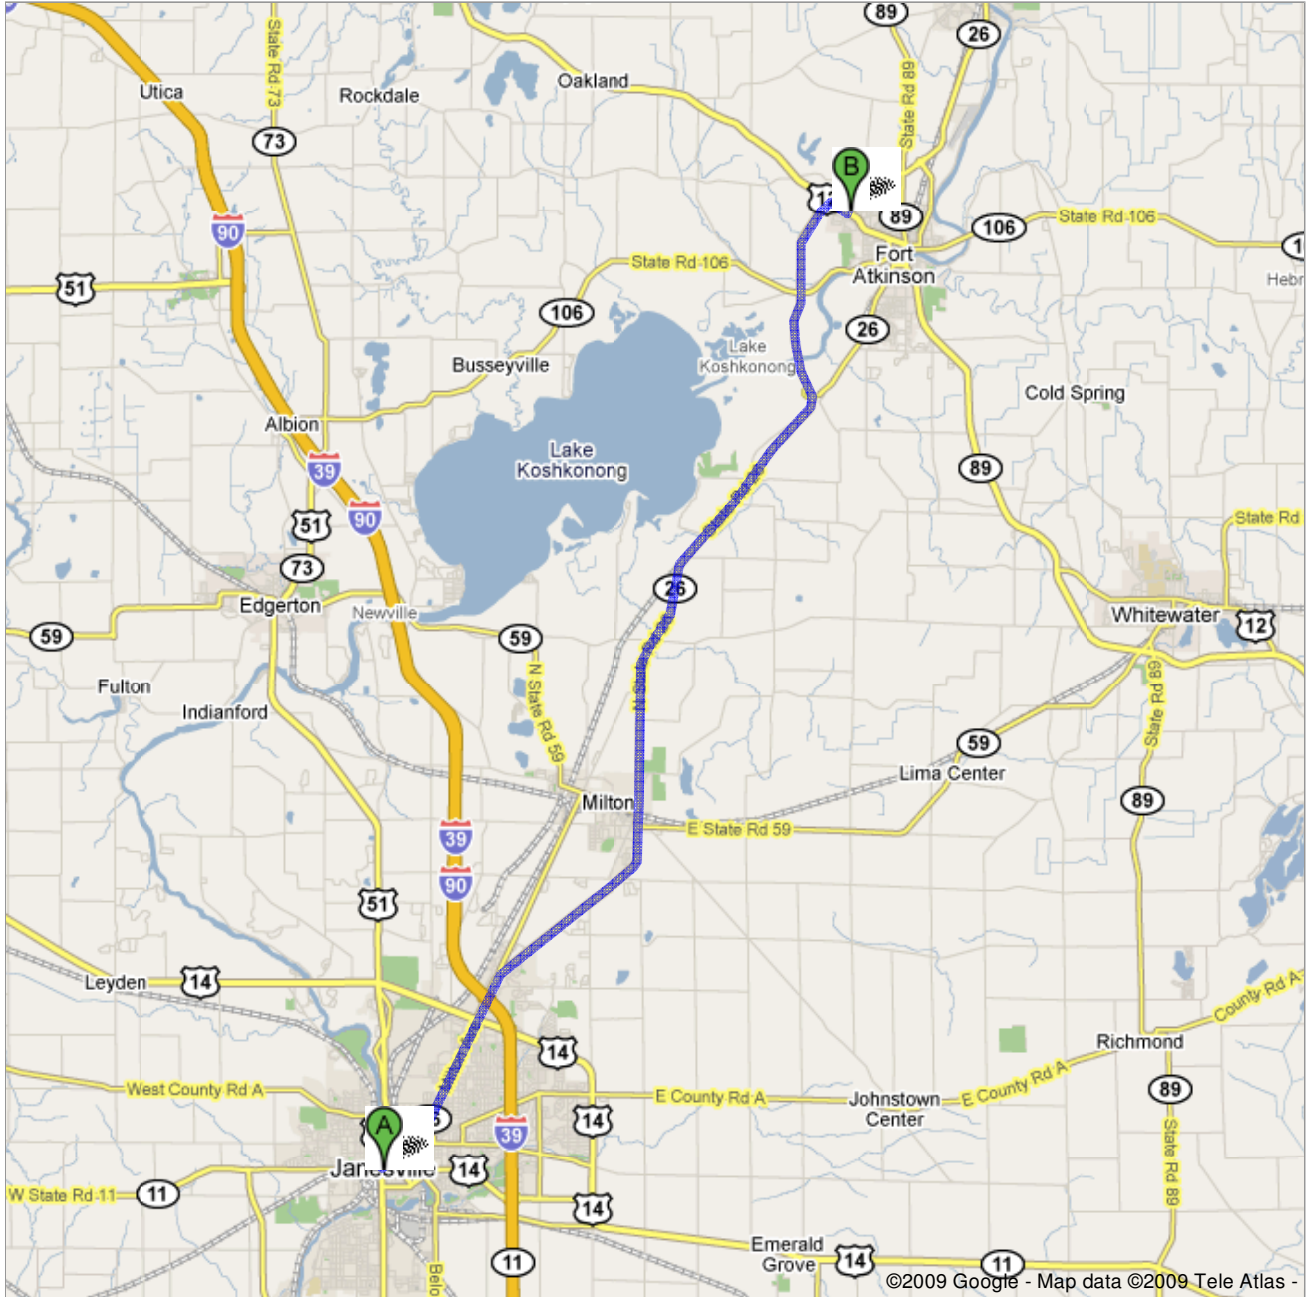 89
26
Oakland
Utica
State Rd 73
Rockdale
State Rd 89
73
B
89
106
State Rd 106
90
Fort
Atkinson
State Rd 106
51
106
26
Lake
Koshkonong
Busseyville
Cold Spring
Albion
Lake
Koshkonong
39
89
90
51
State Rd
73
26
Edgerton
Newville
Whitewater
12
59
59
Fulton
N State Rd 59
State Rd 89
Indianford
59
Lima Center
Milton
89
E State Rd 59
39
90
51
Leyden
14
County Rd A
Richmond
14
West County Rd A
E County Rd A
Johnstown
Center
E County Rd A
89
A
14
39
Janesville
14
State Rd 89
W State Rd 11
11
14
Emerald
Grove
14
11
11
©2009 Google - Map data ©2009 Tele Atlas -